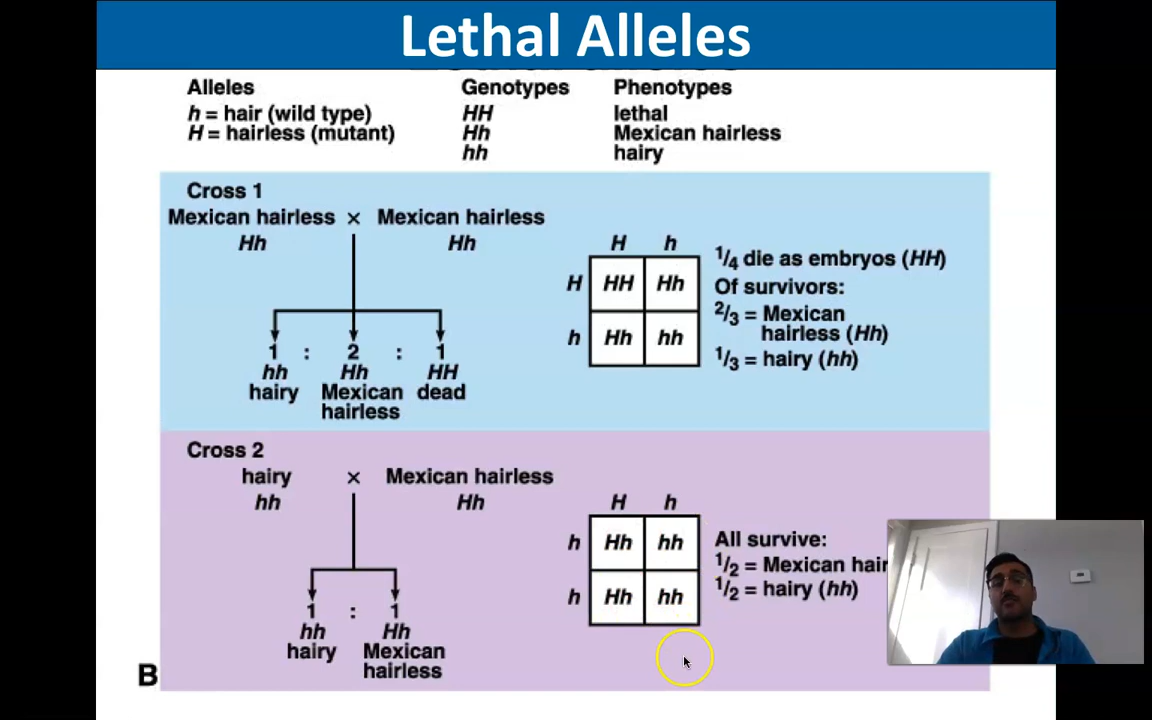 Lethal Alleles
Alleles Genotypes Phenotypes
h = hair (wild type) HH lethal
H = hairless (mutant) Hh Mexican hairless
hh hairy
Cross 1
Mexican hairless × Mexican hairless
Hh Hh
H h
H HH Hh
h Hh hh
1/4 die as embryos (HH)
Of survivors:
2/3 = Mexican
hairless (Hh)
1/3 = hairy (hh)
1 : 2 : 1
hh Hh HH
hairy Mexican dead
hairless
Cross 2
hairy × Mexican hairless
hh Hh
H h
h Hh hh
h Hh hh
All survive:
1/2 = Mexican hair
1/2 = hairy (hh)
1 : 1
hh Hh
hairy Mexican
hairless
B